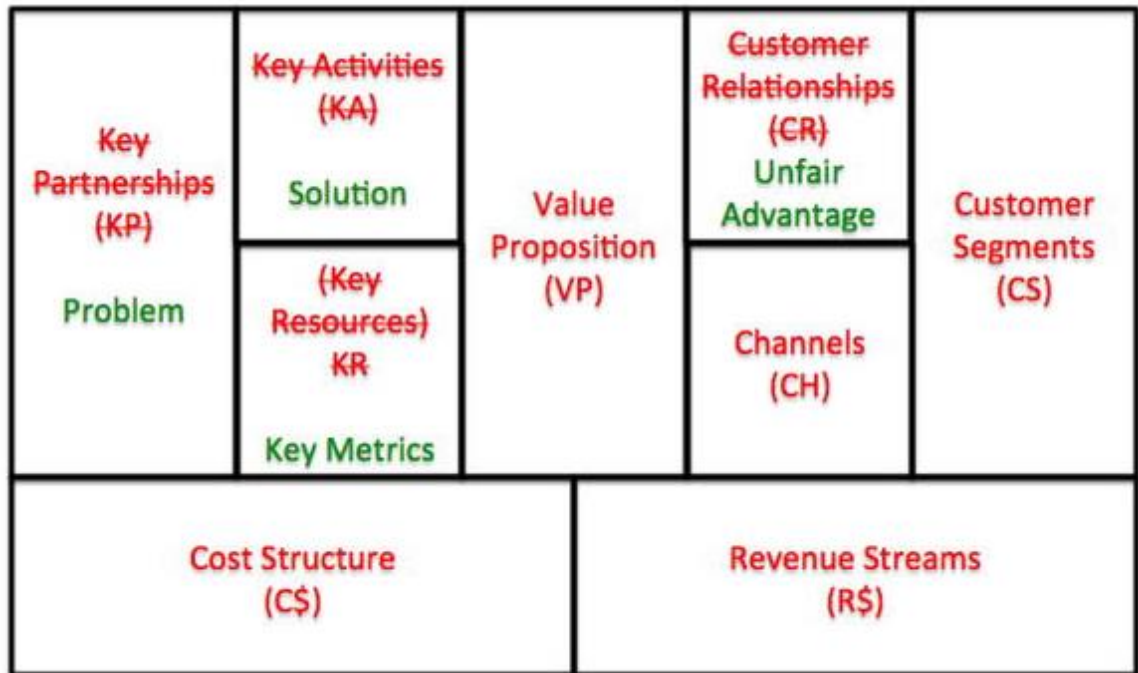 Key
Partnerships
(KP)
Problem
Key Activities
(KA)
Solution
(Key
Resources)
KR
Key Metrics
Value
Proposition
(VP)
Customer
Relationships
(CR)
Unfair
Advantage
Channels
(CH)
Customer
Segments
(CS)
Cost Structure
(C$)
Revenue Streams
(R$)